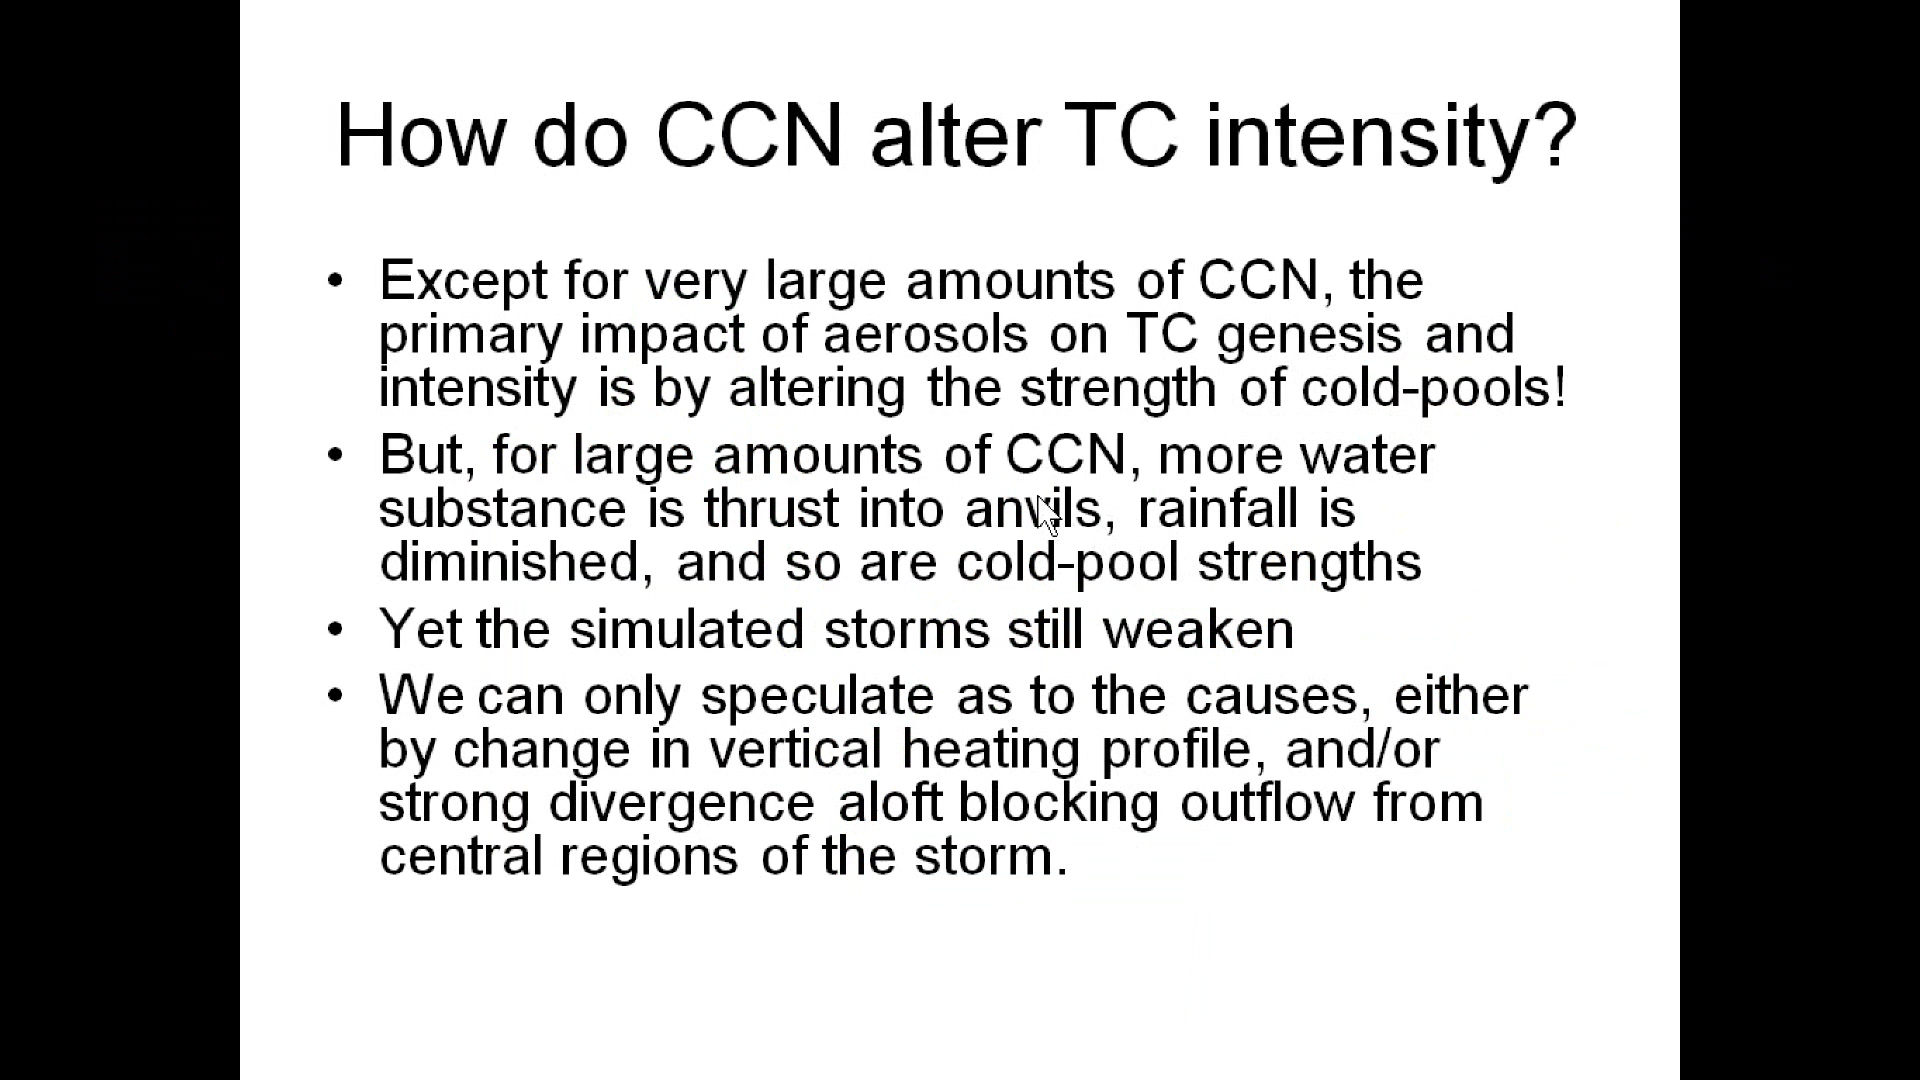 How do CCN alter TC intensity?
• Except for very large amounts of CCN, the
primary impact of aerosols on TC genesis and
intensity is by altering the strength of cold-pools!
• But, for large amounts of CCN, more water
substance is thrust into anvils, rainfall is
diminished, and so are cold-pool strengths
• Yet the simulated storms still weaken
• We can only speculate as to the causes, either
by change in vertical heating profile, and/or
strong divergence aloft blocking outflow from
central regions of the storm.